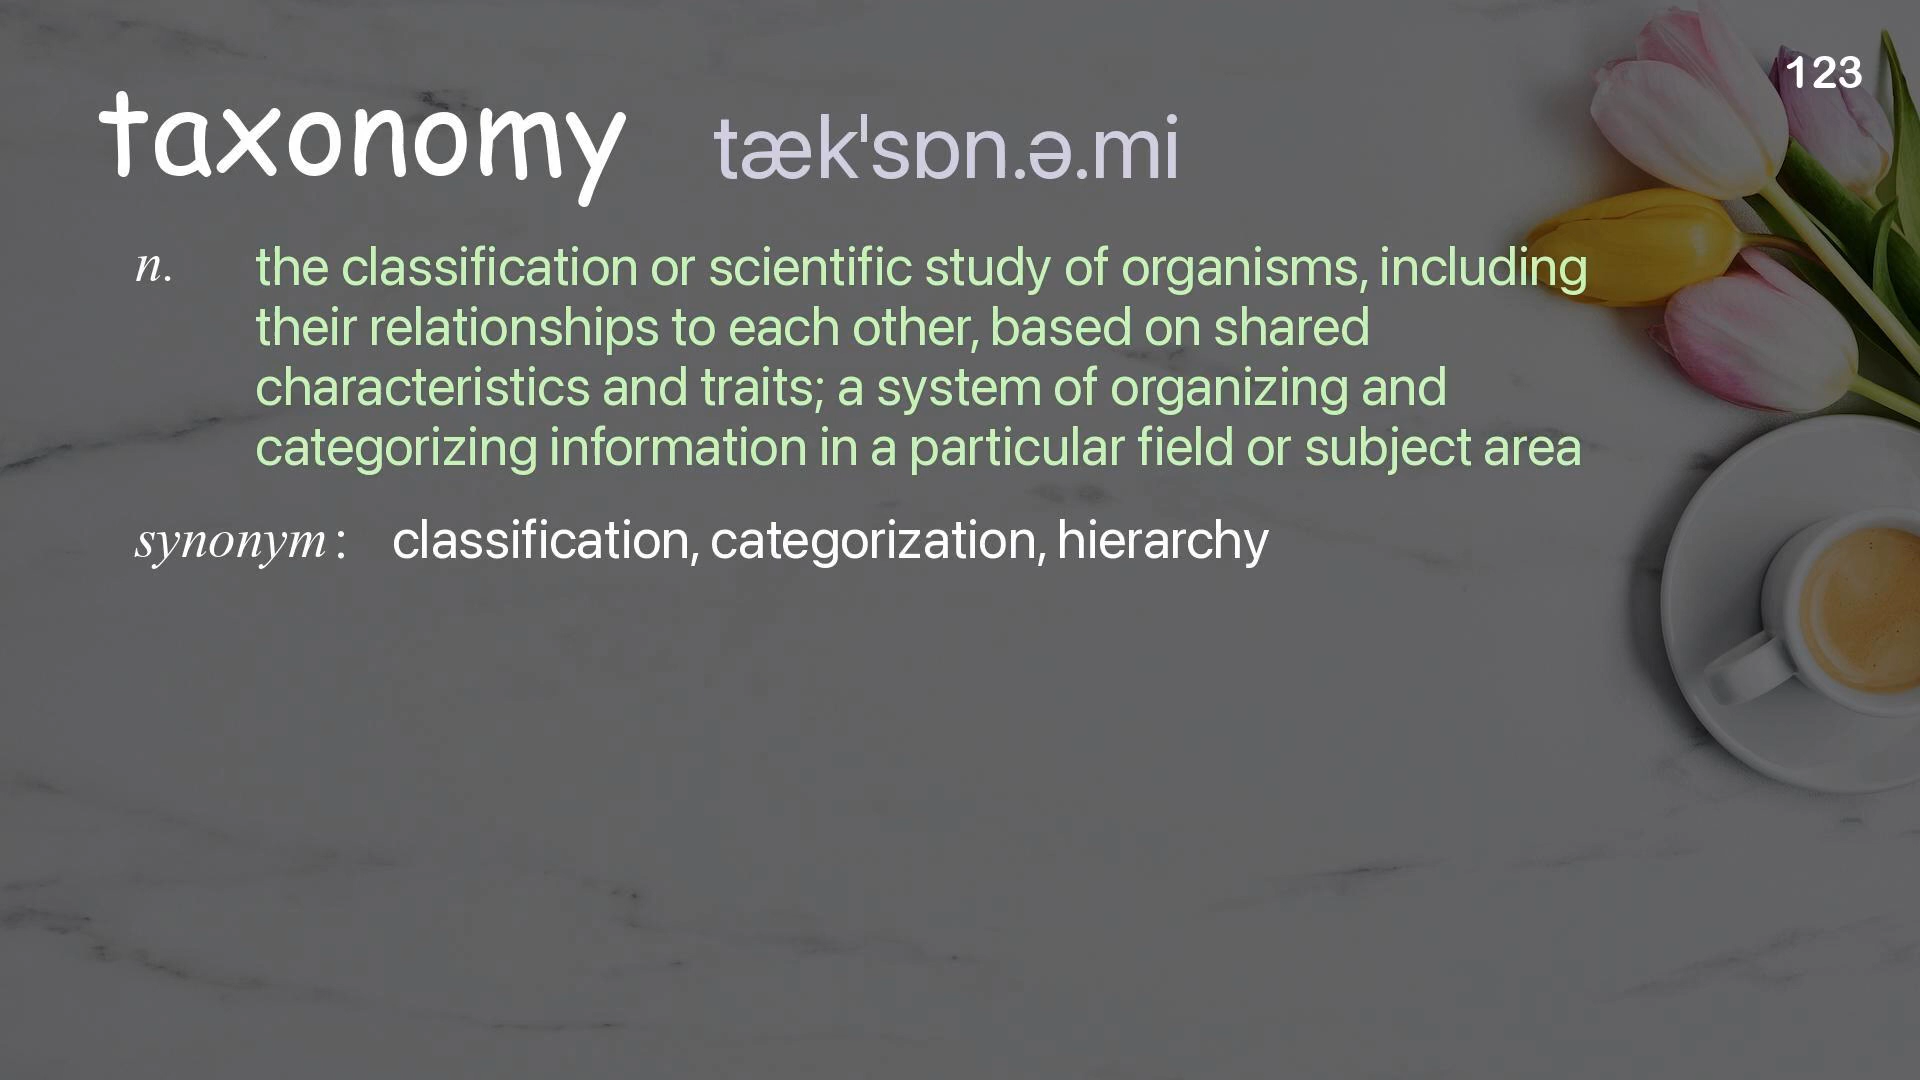 123
taxonomy tæk'sɒn.ə.mi
n. the classification or scientific study of organisms, including
their relationships to each other, based on shared
characteristics and traits; a system of organizing and
categorizing information in a particular field or subject area
synonym: classification, categorization, hierarchy